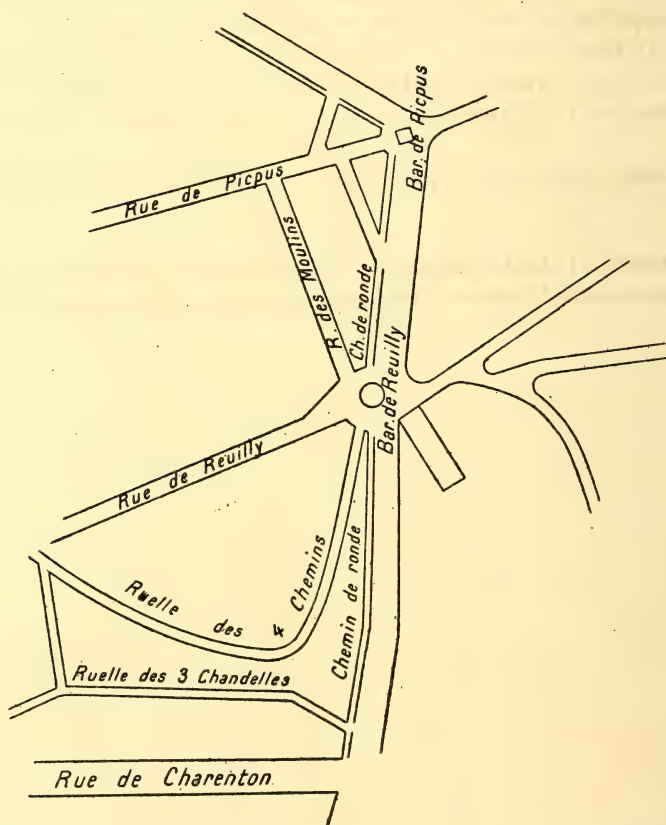 Bar. de Picpus
Rue de Picpus
R. des Moulins
Ch. de ronde
Bar. de Reuilly
Rue de Reuilly
Ruelle des 4 Chemins
Chemin de ronde
Ruelle des 3 Chandelles
Rue de Charenton